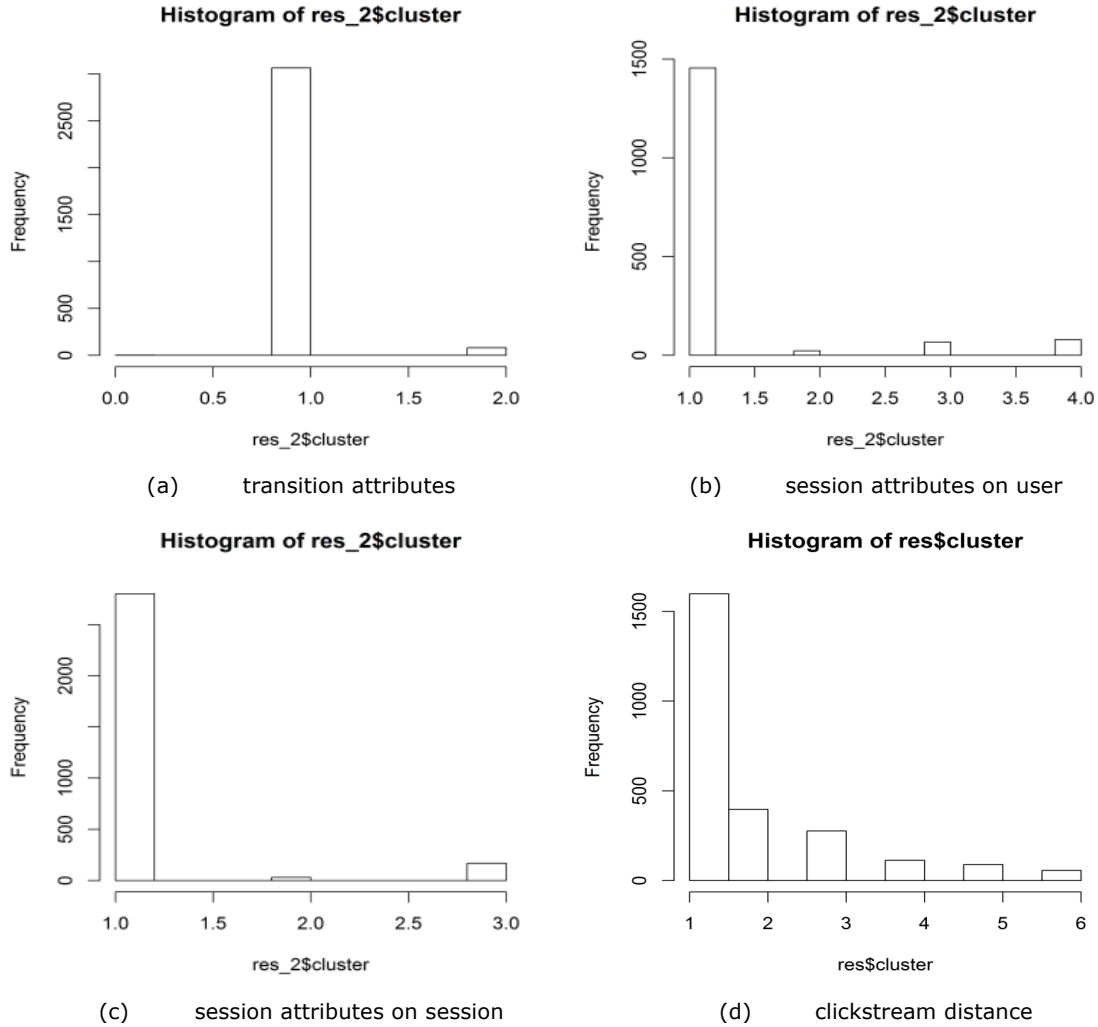 Histogram of res_2$cluster
Frequency
0
500
1500
2500
0.0 0.5 1.0 1.5 2.0
res_2$cluster
(a) transition attributes
Histogram of res_2$cluster
Frequency
0
500
1000
1500
1.0 1.5 2.0 2.5 3.0 3.5 4.0
res_2$cluster
(b) session attributes on user
Histogram of res_2$cluster
Frequency
0
500
1000
2000
1.0 1.5 2.0 2.5 3.0
res_2$cluster
(c) session attributes on session
Histogram of res$cluster
Frequency
0
500
1000
1500
1 2 3 4 5 6
res$cluster
(d) clickstream distance